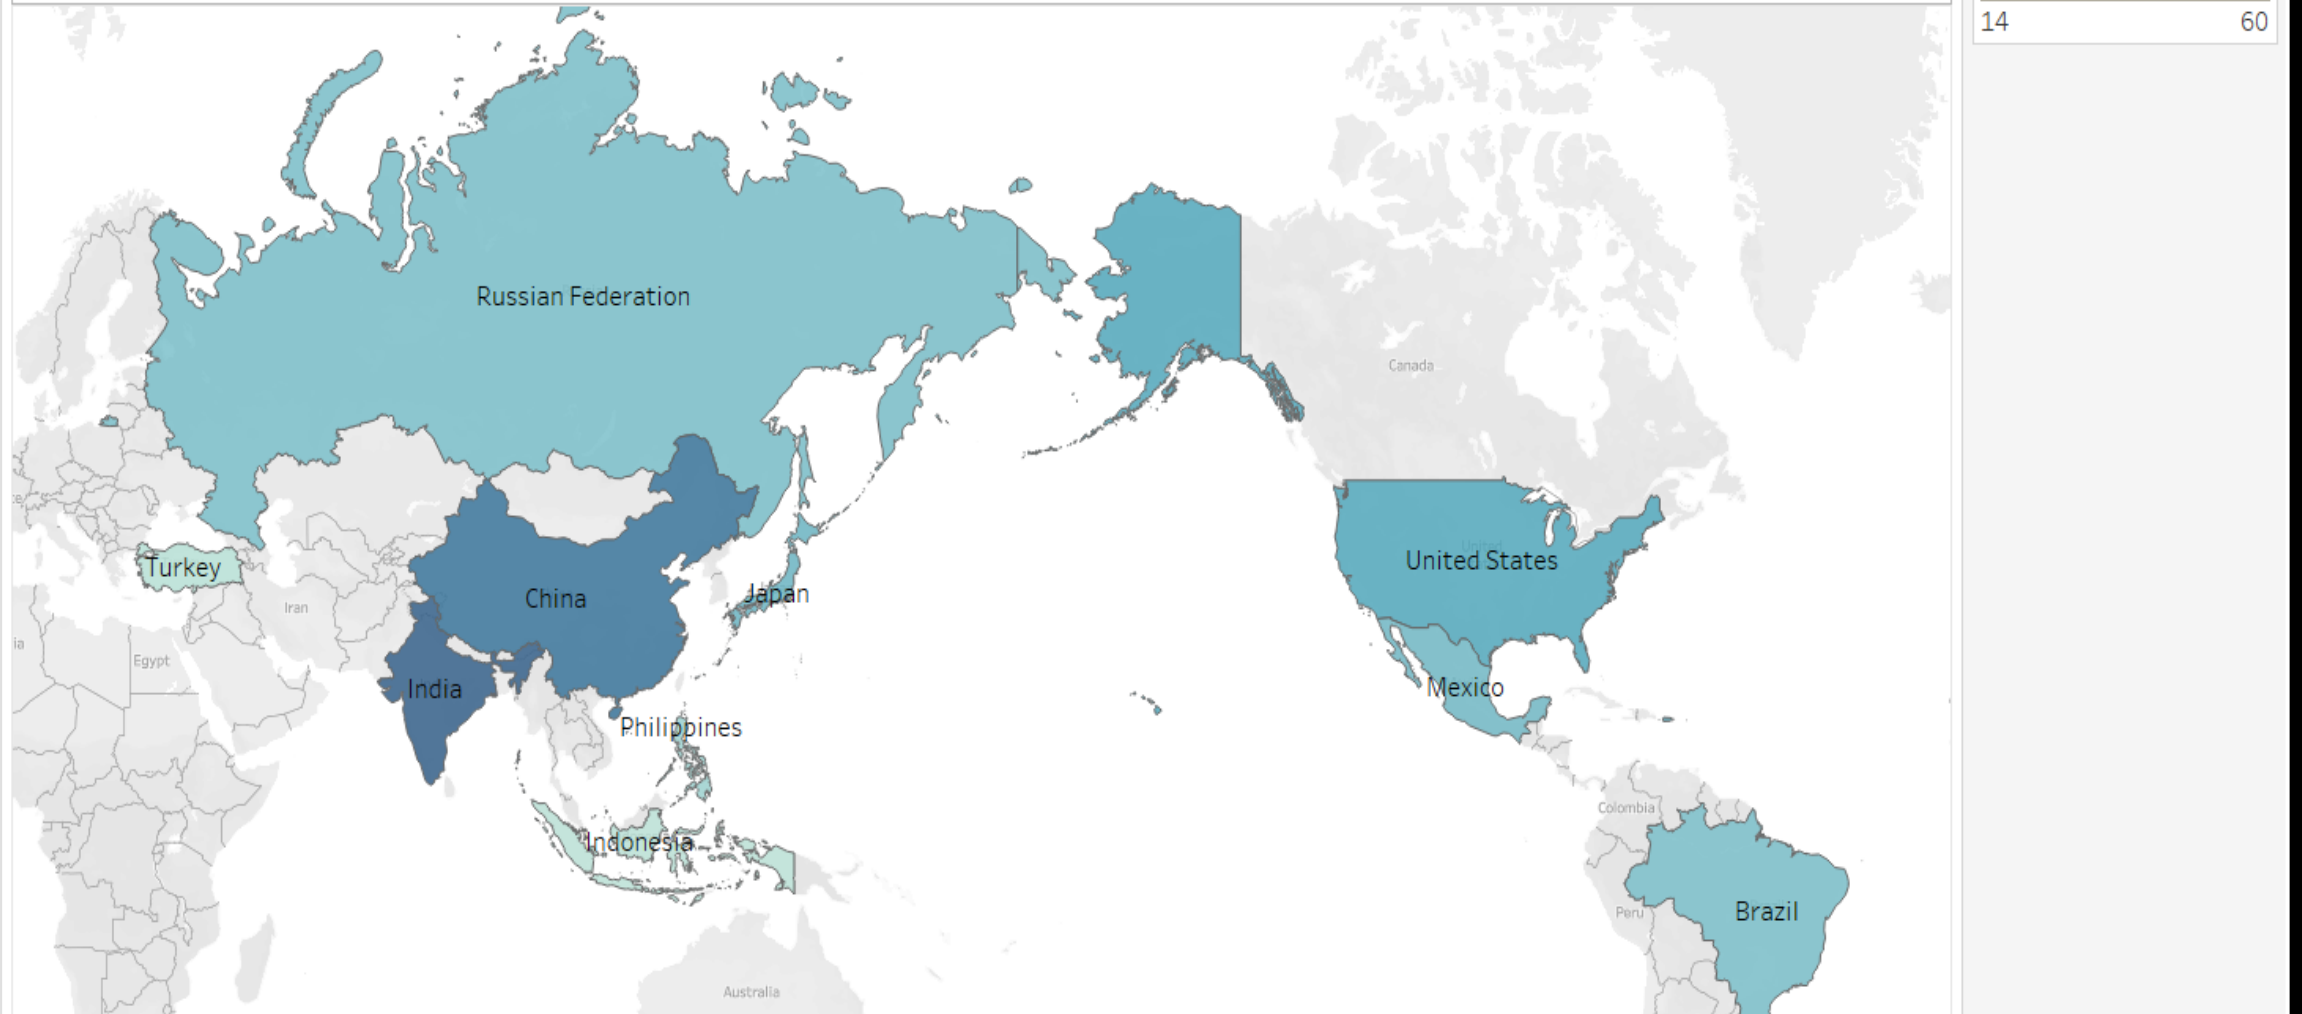 14 60
Russian Federation
Canada
United States
Turkey
China
Japan
Iran
Egypt
India
Mexico
Philippines
Colombia
Indonesia
Brazil
Peru
Australia